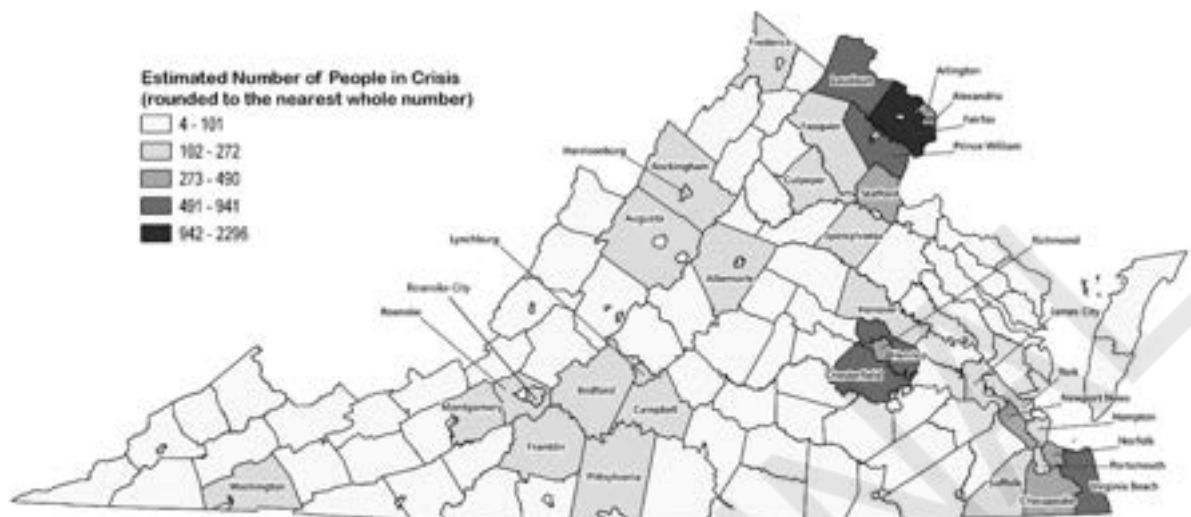 Estimated Number of People in Crisis
(rounded to the nearest whole number)
4 - 101
102 - 272
273 - 490
491 - 941
942 - 2296
Frederick
Loudoun
Arlington
Alexandria
Fairfax
Fauquier
Prince William
Harrisonburg
Rockingham
Culpeper
Stafford
Augusta
Lynchburg
Spotsylvania
Richmond
Albemarle
Roanoke City
Hanover
James City
Roanoke
Henrico
Chesterfield
York
Bedford
Newport News
Montgomery
Campbell
Hampton
Franklin
Norfolk
Portsmouth
Pittsylvania
Suffolk
Virginia Beach
Washington
Chesapeake